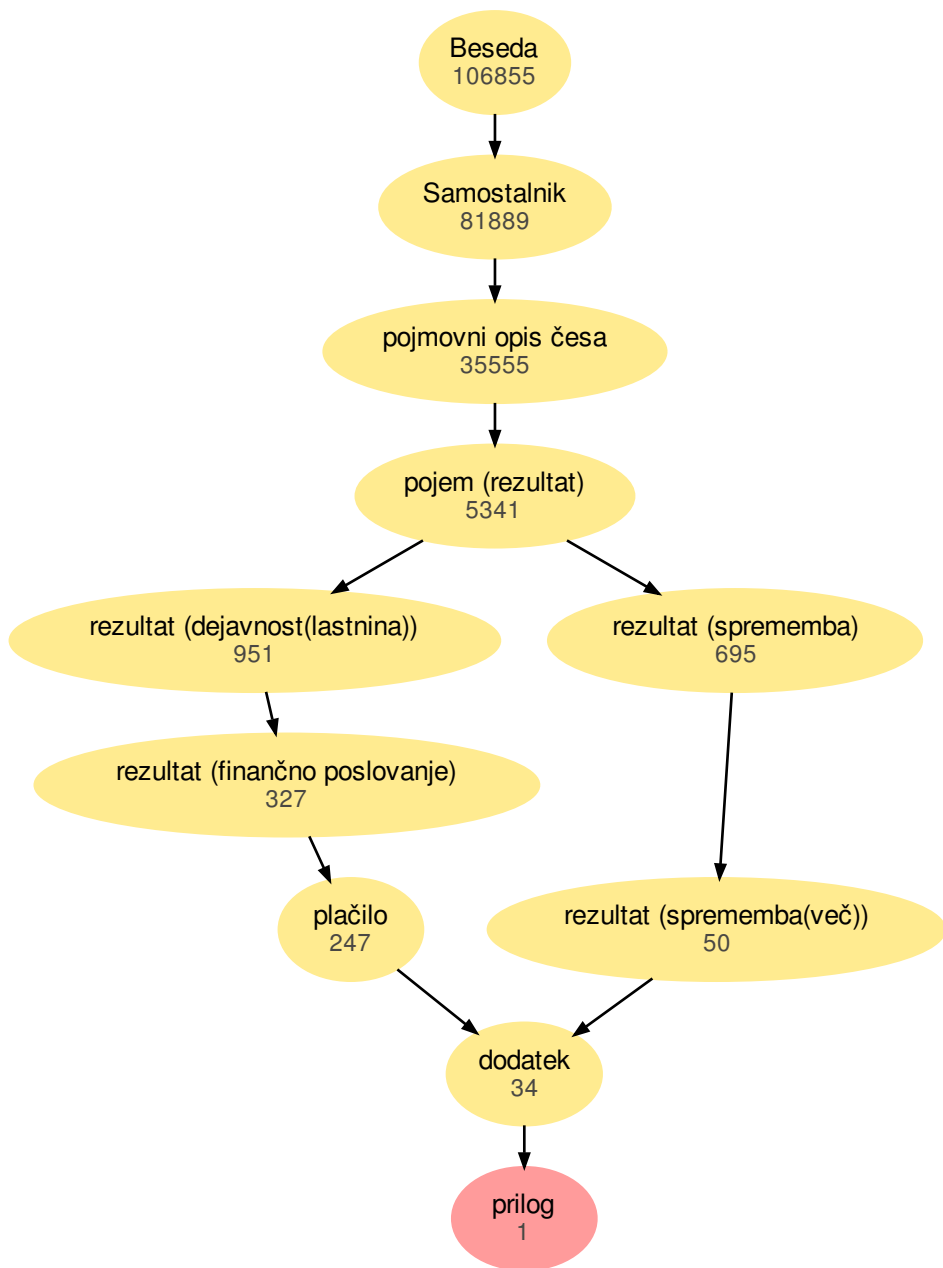 Beseda
106855
Samostalnik
81889
pojmovni opis česa
35555
pojem (rezultat)
5341
rezultat (dejavnost(lastnina))
951
rezultat (sprememba)
695
rezultat (finančno poslovanje)
327
plačilo
247
rezultat (sprememba(več))
50
dodatek
34
prilog
1